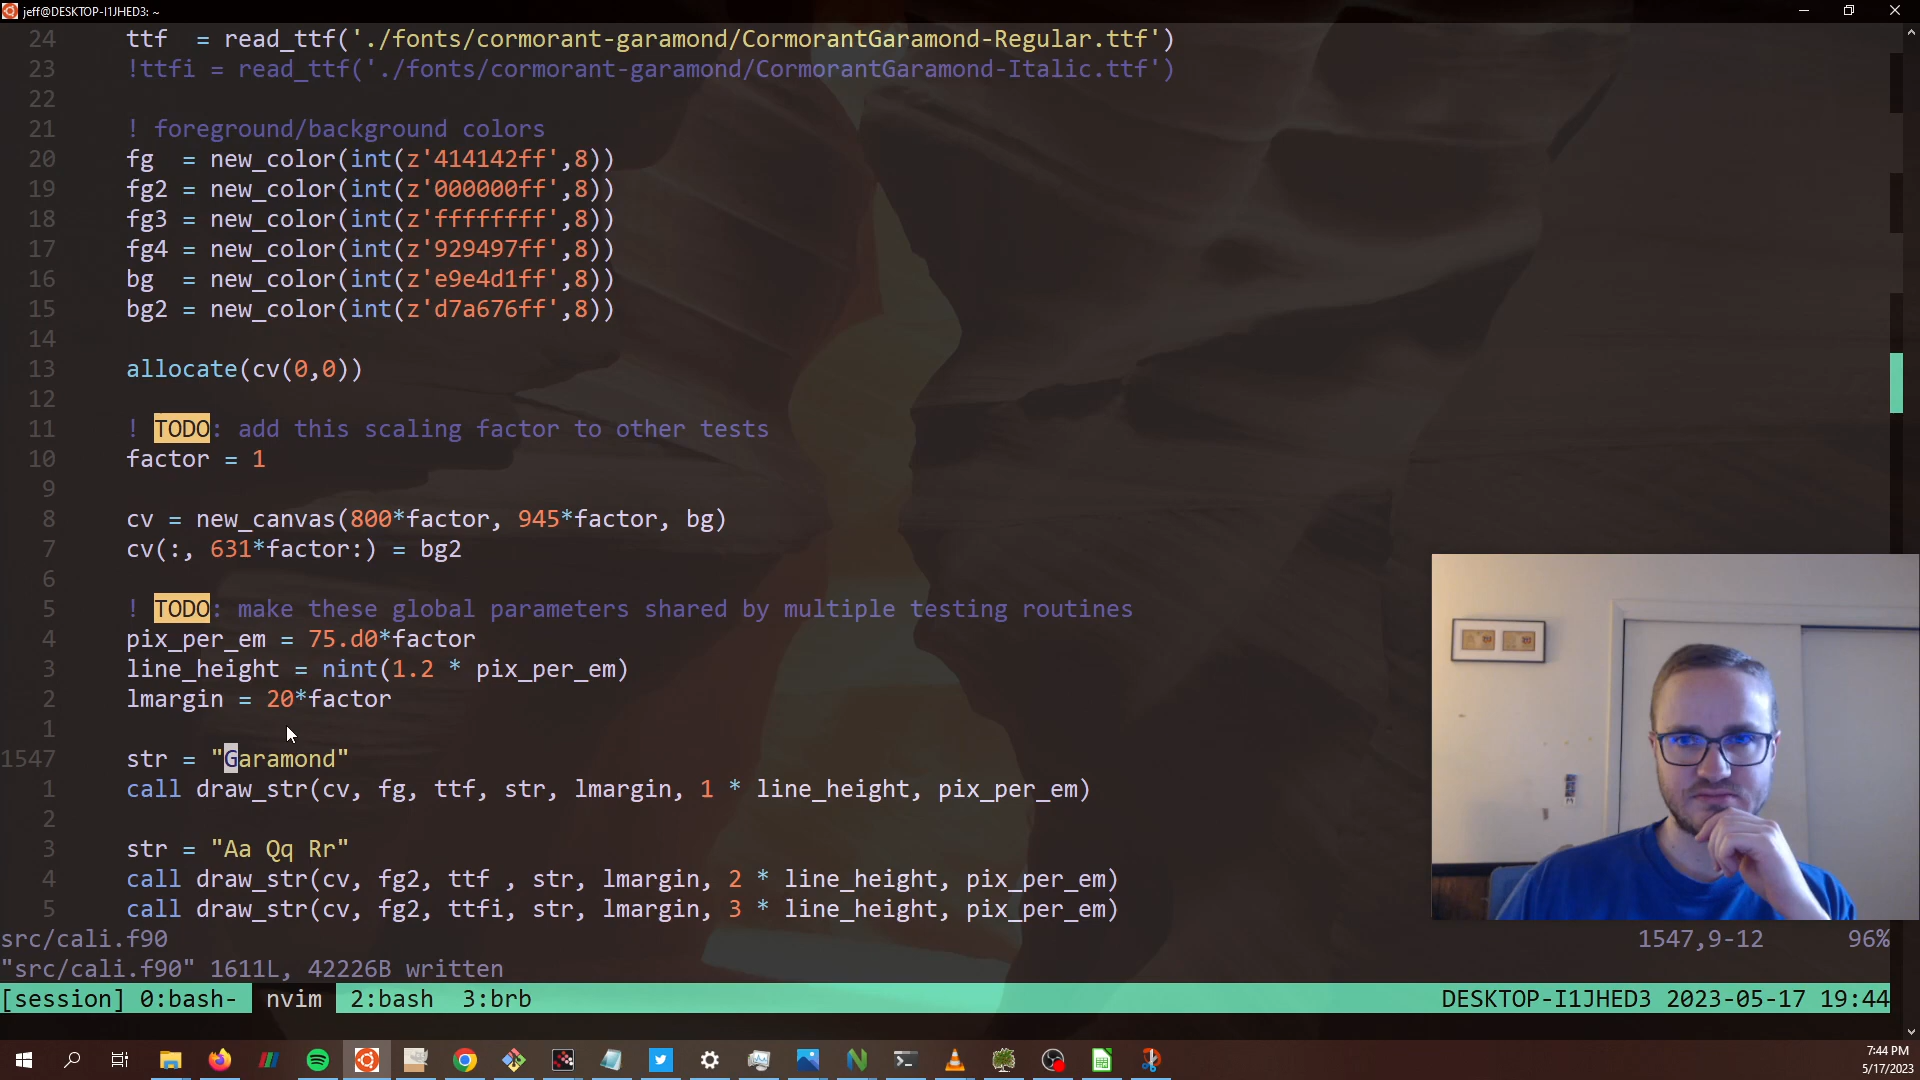 jeff@DESKTOP-I1JHED3: ~
24 ttf  = read_ttf('./fonts/cormorant-garamond/CormorantGaramond-Regular.ttf')
23 !ttfi = read_ttf('./fonts/cormorant-garamond/CormorantGaramond-Italic.ttf')
22
21 ! foreground/background colors
20 fg  = new_color(int(z'414142ff',8))
19 fg2 = new_color(int(z'000000ff',8))
18 fg3 = new_color(int(z'ffffffff',8))
17 fg4 = new_color(int(z'929497ff',8))
16 bg  = new_color(int(z'e9e4d1ff',8))
15 bg2 = new_color(int(z'd7a676ff',8))
14
13 allocate(cv(0,0))
12
11 ! TODO: add this scaling factor to other tests
10 factor = 1
9
8 cv = new_canvas(800*factor, 945*factor, bg)
7 cv(:, 631*factor:) = bg2
6
5 ! TODO: make these global parameters shared by multiple testing routines
4 pix_per_em = 75.d0*factor
3 line_height = nint(1.2 * pix_per_em)
2 lmargin = 20*factor
1
1547 str = "Garamond"
1 call draw_str(cv, fg, ttf, str, lmargin, 1 * line_height, pix_per_em)
2
3 str = "Aa Qq Rr"
4 call draw_str(cv, fg2, ttf , str, lmargin, 2 * line_height, pix_per_em)
5 call draw_str(cv, fg2, ttfi, str, lmargin, 3 * line_height, pix_per_em)
src/cali.f90 1547,9-12 96%
"src/cali.f90" 1611L, 42226B written
[session] 0:bash- nvim 2:bash 3:brb DESKTOP-I1JHED3 2023-05-17 19:44
7:44 PM
5/17/2023